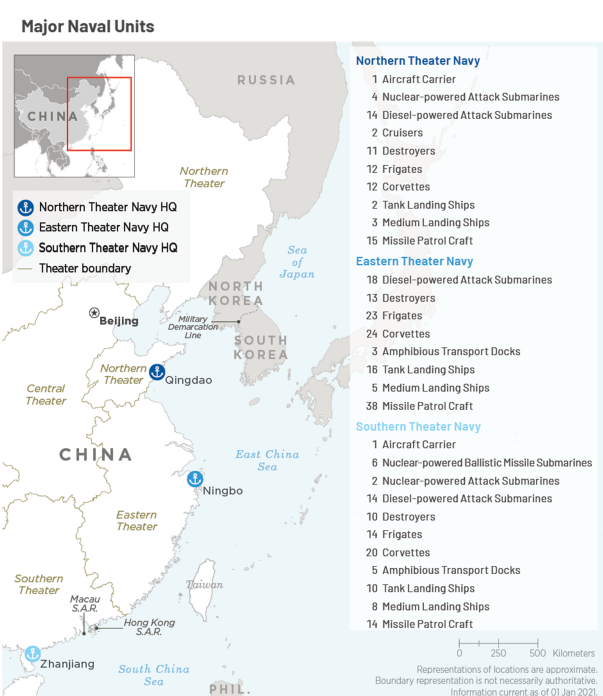 Major Naval Units
CHINA
RUSSIA
Northern
Theater
Northern Theater Navy HQ
Eastern Theater Navy HQ
Southern Theater Navy HQ
Theater boundary
Sea
of
Japan
NORTH
KOREA
Beijing
Military
Demarcation
Line
SOUTH
KOREA
Northern
Theater
Qingdao
Central
Theater
CHINA
East China
Sea
Ningbo
Eastern
Theater
Southern
Theater
Taiwan
Macau
S.A.R.
Hong Kong
S.A.R.
Zhanjiang
South China
Sea
PHIL.
Northern Theater Navy
1 Aircraft Carrier
4 Nuclear-powered Attack Submarines
14 Diesel-powered Attack Submarines
2 Cruisers
11 Destroyers
12 Frigates
12 Corvettes
2 Tank Landing Ships
3 Medium Landing Ships
15 Missile Patrol Craft
Eastern Theater Navy
18 Diesel-powered Attack Submarines
13 Destroyers
23 Frigates
24 Corvettes
3 Amphibious Transport Docks
16 Tank Landing Ships
5 Medium Landing Ships
38 Missile Patrol Craft
Southern Theater Navy
1 Aircraft Carrier
6 Nuclear-powered Ballistic Missile Submarines
2 Nuclear-powered Attack Submarines
14 Diesel-powered Attack Submarines
10 Destroyers
14 Frigates
20 Corvettes
5 Amphibious Transport Docks
10 Tank Landing Ships
8 Medium Landing Ships
14 Missile Patrol Craft
0 250 500 Kilometers
Representations of locations are approximate.
Boundary representation is not necessarily authoritative.
Information current as of 01 Jan 2021.